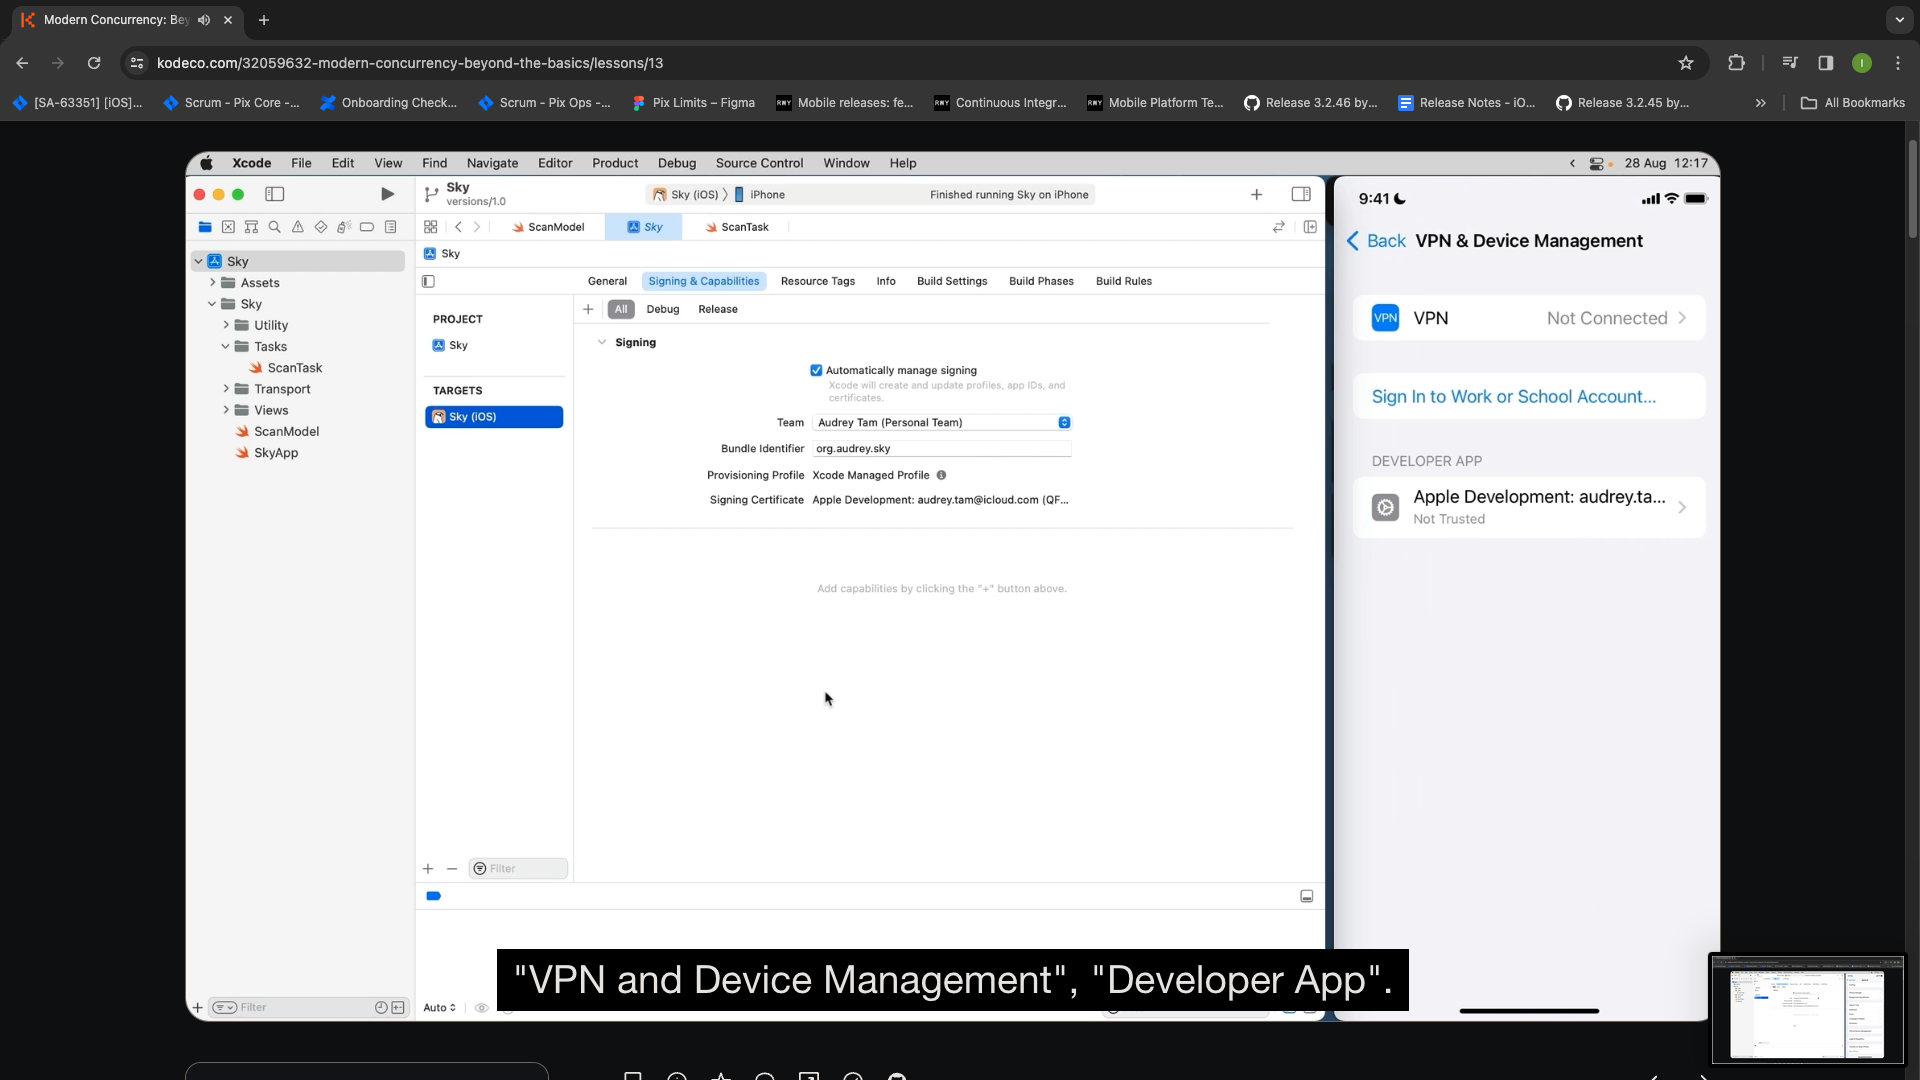 Modern Concurrency: Bey
kodeco.com/32059632-modern-concurrency-beyond-the-basics/lessons/13
[SA-63351] [iOS]...
Scrum - Pix Core -...
Onboarding Check...
Scrum - Pix Ops -...
Pix Limits – Figma
Mobile releases: fe...
Continuous Integr...
Mobile Platform Te...
Release 3.2.46 by...
Release Notes - iO...
Release 3.2.45 by...
All Bookmarks
Xcode File Edit View Find Navigate Editor Product Debug Source Control Window Help
28 Aug 12:17
Sky
versions/1.0
Sky (iOS) iPhone
Finished running Sky on iPhone
ScanModel
Sky
ScanTask
Sky
General
Signing & Capabilities
Resource Tags
Info
Build Settings
Build Phases
Build Rules
Sky
Assets
Sky
Utility
Tasks
ScanTask
Transport
Views
ScanModel
SkyApp
PROJECT
Sky
TARGETS
Sky (iOS)
All
Debug
Release
Signing
Automatically manage signing
Xcode will create and update profiles, app IDs, and
certificates.
Team Audrey Tam (Personal Team)
Bundle Identifier org.audrey.sky
Provisioning Profile Xcode Managed Profile
Signing Certificate Apple Development: audrey.tam@icloud.com (QF...
Add capabilities by clicking the "+" button above.
Filter
Filter
Auto
9:41
Back VPN & Device Management
VPN VPN Not Connected
Sign In to Work or School Account...
DEVELOPER APP
Apple Development: audrey.ta...
Not Trusted
"VPN and Device Management", "Developer App".